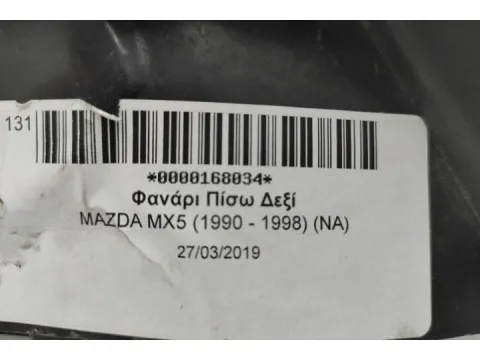 131
*0000168034*
Φανάρι Πίσω Δεξί
MAZDA MX5 (1990 - 1998) (NA)
27/03/2019